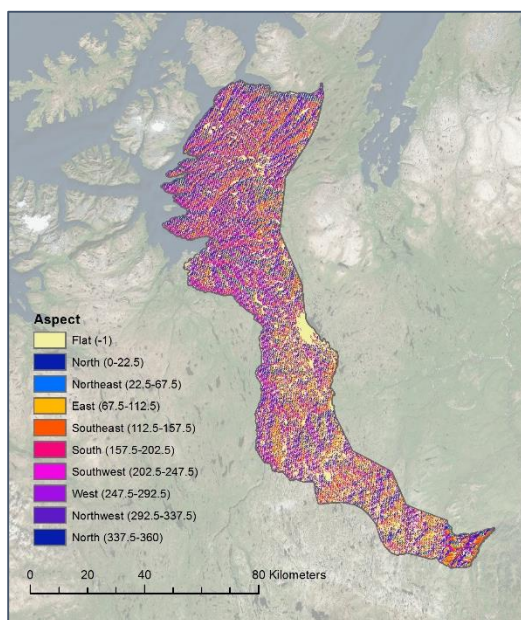 Aspect
Flat (-1)
North (0-22.5)
Northeast (22.5-67.5)
East (67.5-112.5)
Southeast (112.5-157.5)
South (157.5-202.5)
Southwest (202.5-247.5)
West (247.5-292.5)
Northwest (292.5-337.5)
North (337.5-360)
0 20 40 80 Kilometers